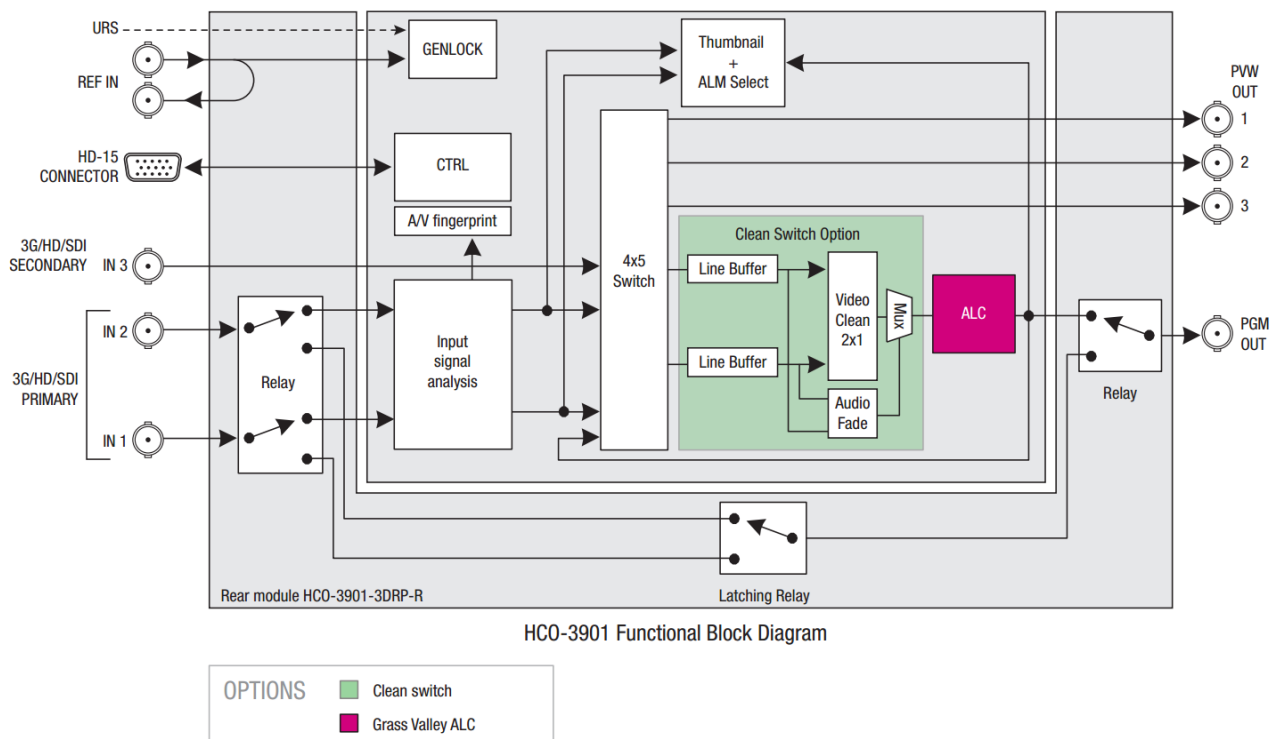 URS
REF IN
GENLOCK
Thumbnail
+
ALM Select
PVW
OUT
1
2
3
HD-15
CONNECTOR
CTRL
A/V fingerprint
3G/HD/SDI
SECONDARY
IN 3
4x5
Switch
Clean Switch Option
Line Buffer
Line Buffer
Video
Clean
2x1
Mux
ALC
Audio
Fade
IN 2
3G/HD/SDI
PRIMARY
IN 1
Relay
Input
signal
analysis
PGM
OUT
Relay
Rear module HCO-3901-3DRP-R
Latching Relay
HCO-3901 Functional Block Diagram
OPTIONS
Clean switch
Grass Valley ALC